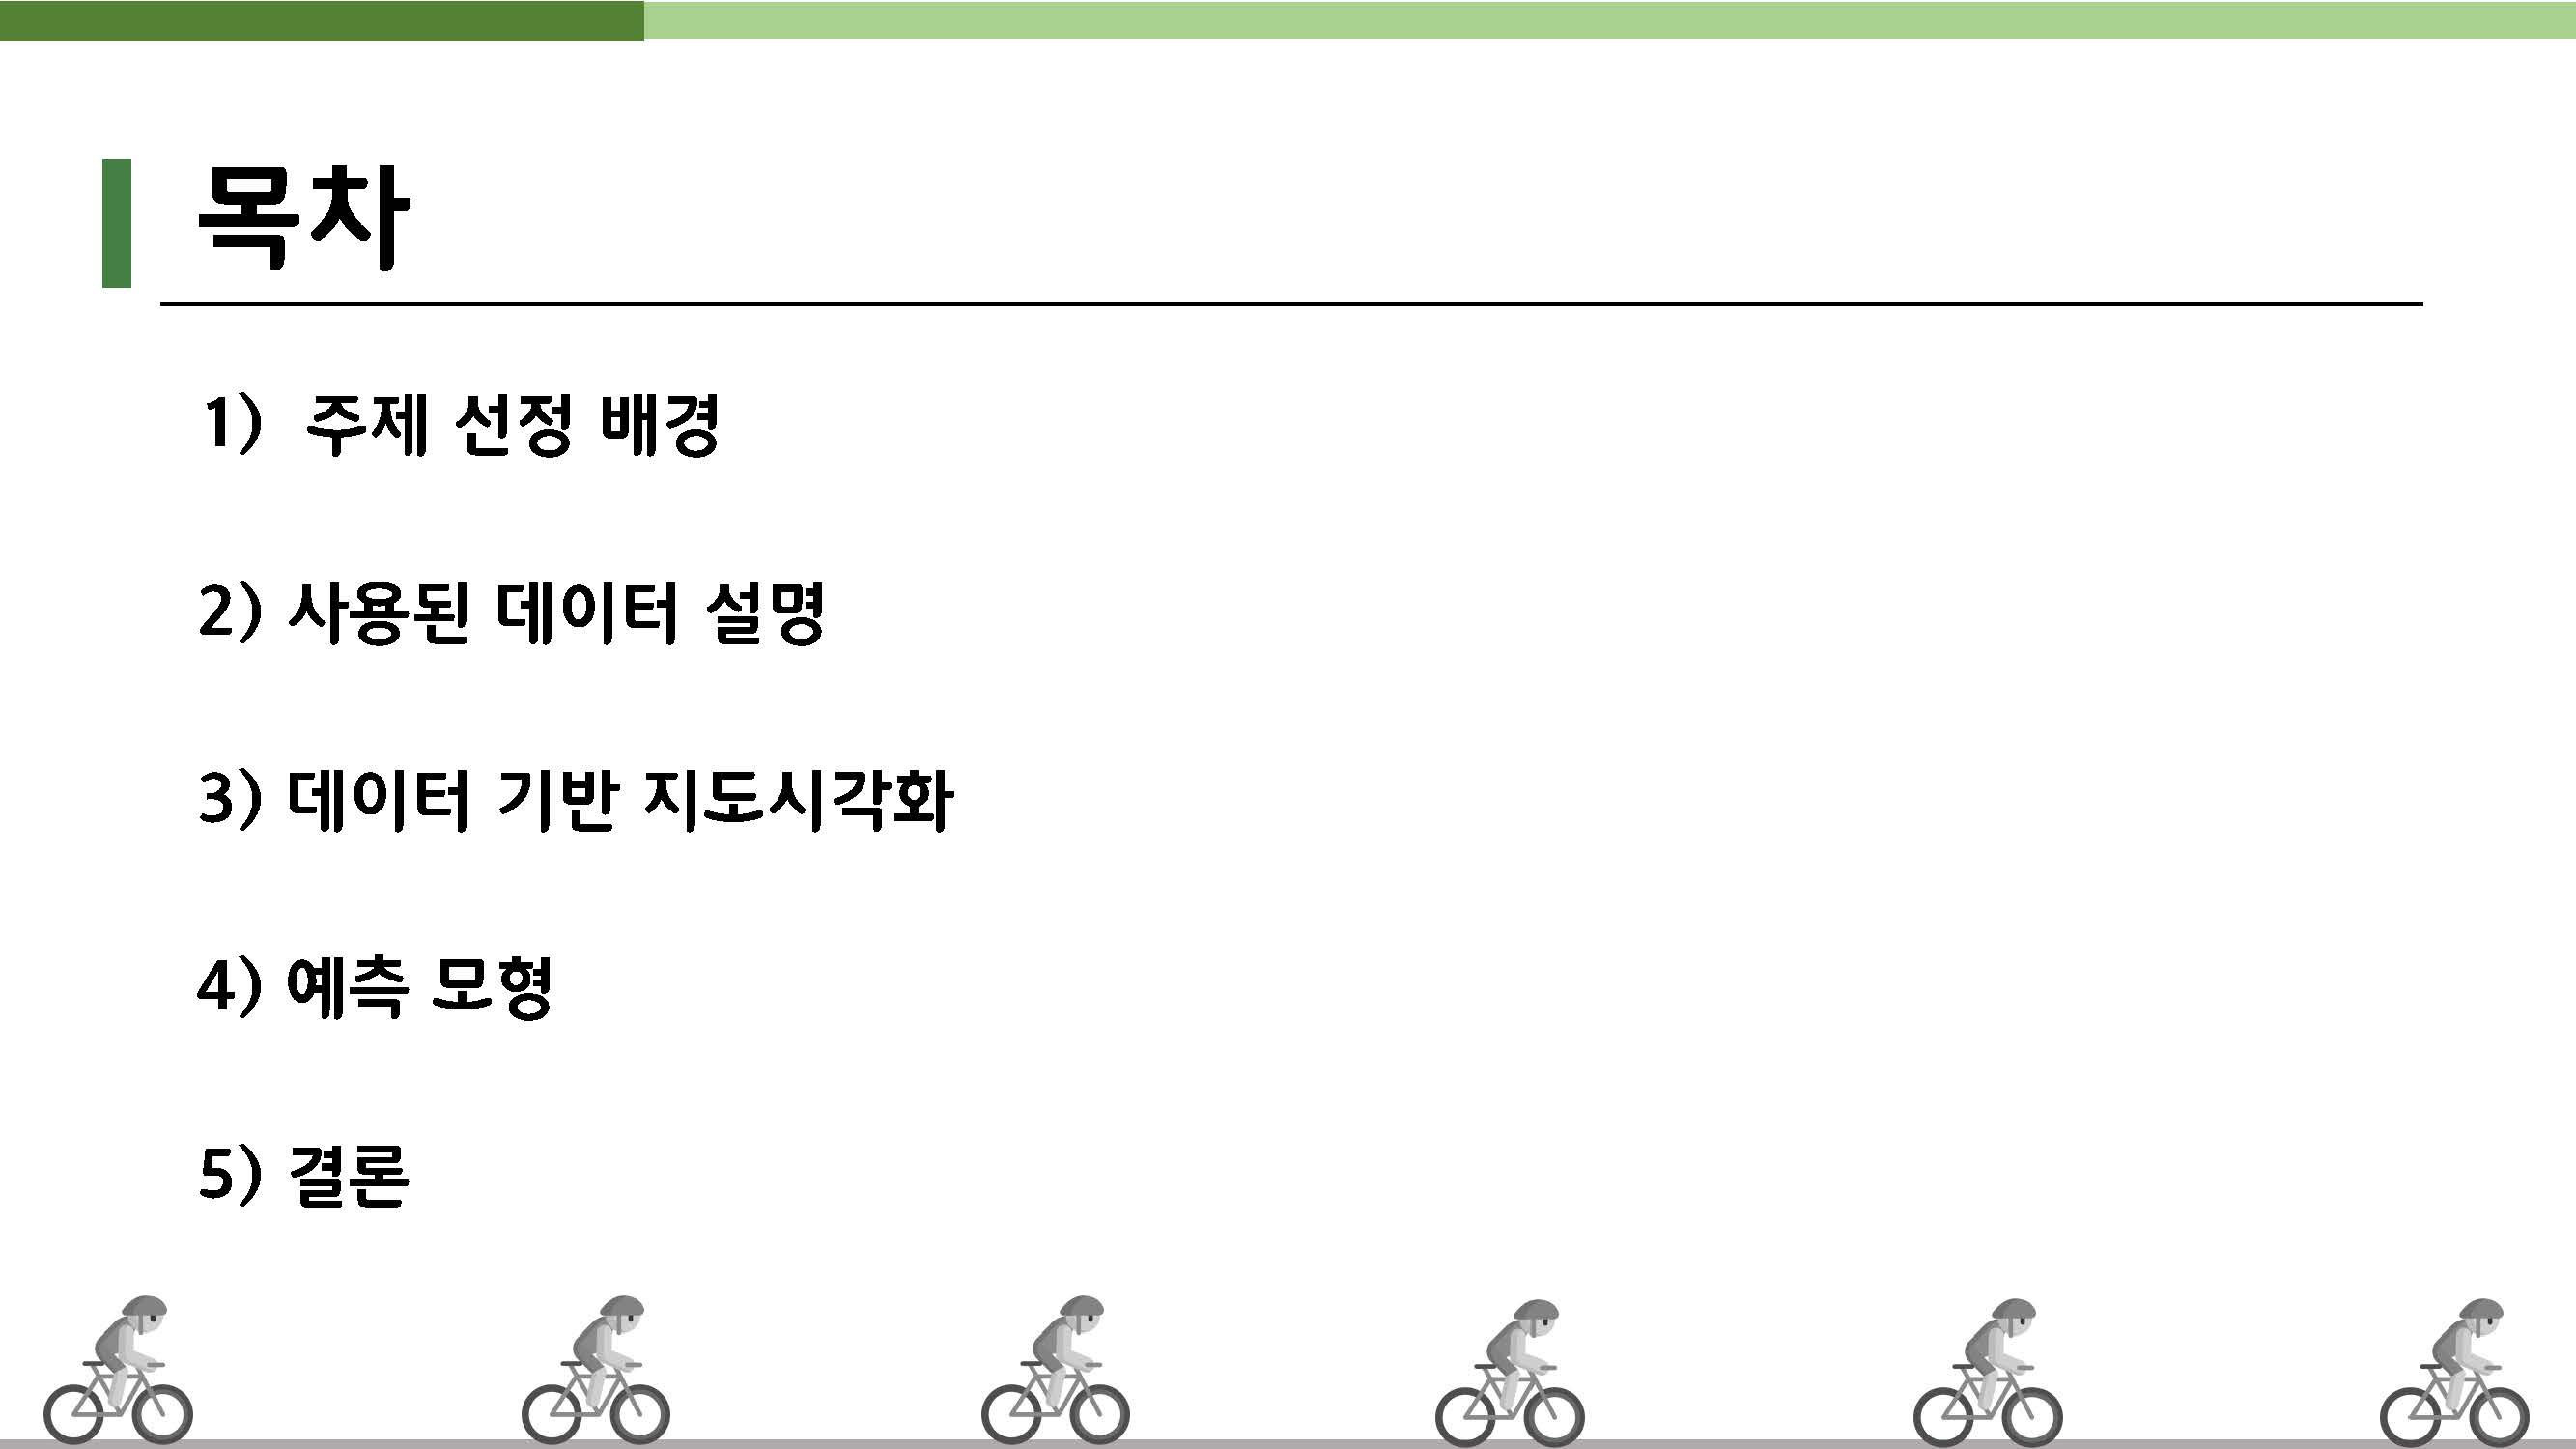 목차
1) 주제 선정 배경
2) 사용된 데이터 설명
3) 데이터 기반 지도시각화
4) 예측 모형
5) 결론